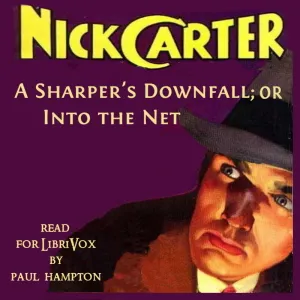 NICK CARTER
A SHARPER'S DOWNFALL; OR
INTO THE NET
READ
FOR LIBRIVOX
BY
PAUL HAMPTON